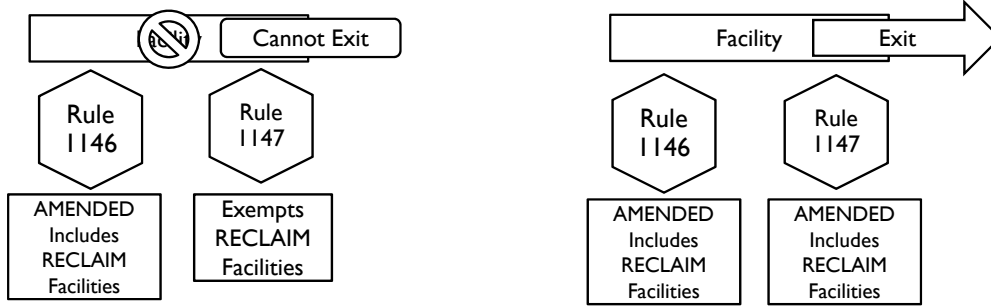 Cannot Exit
Rule
1146
Rule
1147
AMENDED
Includes
RECLAIM
Facilities
Exempts
RECLAIM
Facilities
Facility
Exit
Rule
1146
Rule
1147
AMENDED
Includes
RECLAIM
Facilities
AMENDED
Includes
RECLAIM
Facilities